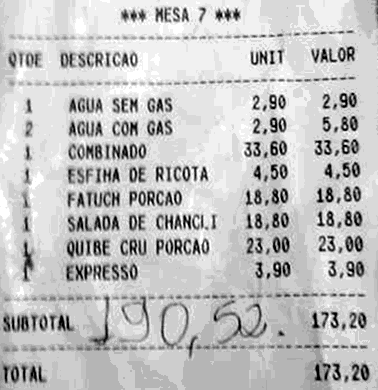 *** MESA 7 ***
QTDE DESCRICAO UNIT VALOR
1 AGUA SEM GAS 2,90 2,90
2 AGUA COM GAS 2,90 5,80
1 COMBINADO 33,60 33,60
1 ESFIHA DE RICOTA 4,50 4,50
1 FATUCH PORCAO 18,80 18,80
1 SALADA DE CHANCLI 18,80 18,80
1 QUIBE CRU PORCAO 23,00 23,00
1 EXPRESSO 3,90 3,90
SUBTOTAL 190,52. 173,20
TOTAL 173,20